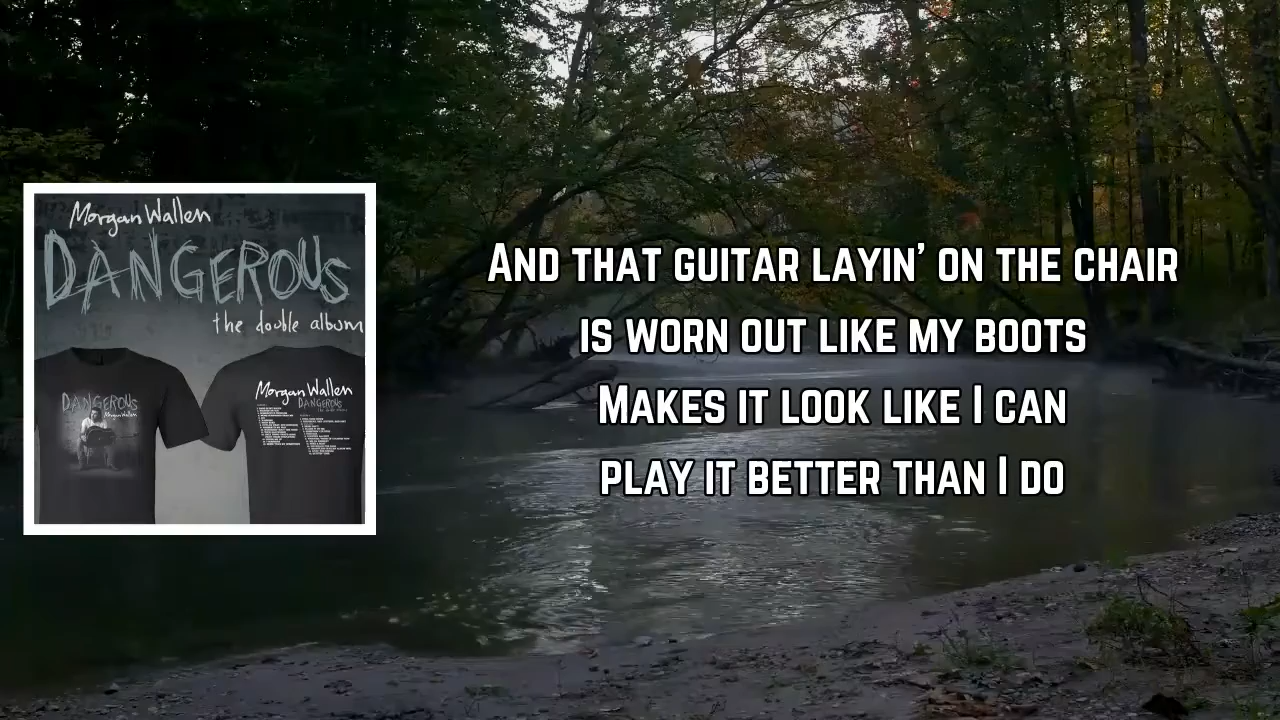 Morgan Wallen
DANGEROUS
the double album
DANGEROUS
Morgan Wallen
Morgan Wallen
DANGEROUS
And that guitar layin' on the chair
is worn out like my boots
Makes it look like I can
play it better than I do